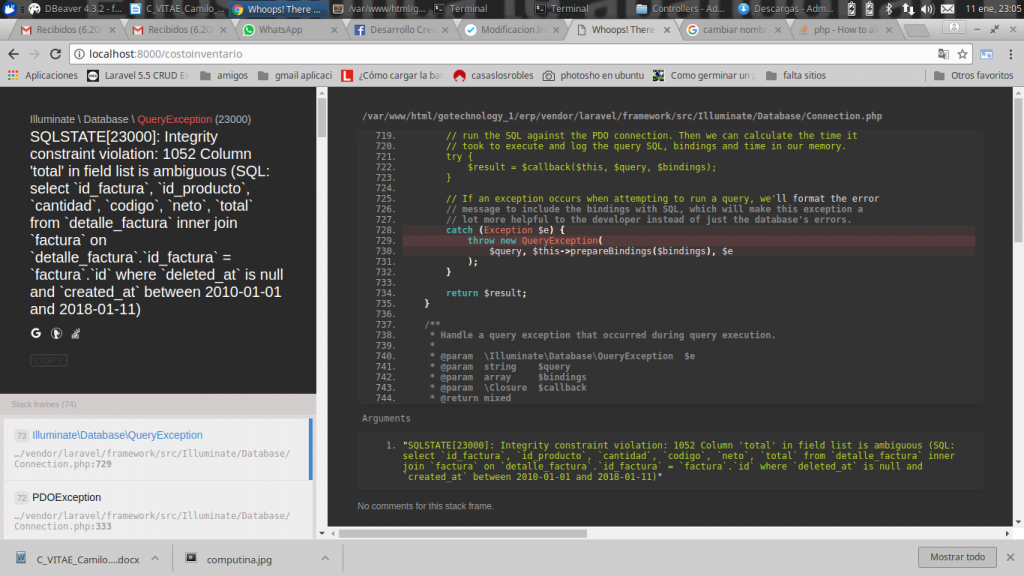 DBeaver 4.3.2 - f...
C_VITAE_Camilo_...
Whoops! There ...
/var/www/html/g...
Terminal
Terminal
Controllers - Ad...
Descargas - Adm...
11 ene, 23:05
Recibidos (6.20
Recibidos (6.20
WhatsApp
Desarrollo Cre
Modificacion In
Whoops! There
cambiar nomb
php - How to al
localhost:8000/costoinventario
Aplicaciones
Laravel 5.5 CRUD E
amigos
gmail aplicaci
¿Cómo cargar la bat
casaslosrobles
photosho en ubuntu
Como germinar un
falta sitios
Otros favoritos
Illuminate \ Database \ QueryException (23000)
SQLSTATE[23000]: Integrity
constraint violation: 1052 Column
'total' in field list is ambiguous (SQL:
select `id_factura`, `id_producto`,
`cantidad`, `codigo`, `neto`, `total`
from `detalle_factura` inner join
`factura` on
`detalle_factura`.`id_factura` =
`factura`.`id` where `deleted_at` is null
and `created_at` between 2010-01-01
and 2018-01-11)
COPY
Stack frames (74)
73 Illuminate\Database\QueryException
…/vendor/laravel/framework/src/Illuminate/Database/
Connection.php:729
72 PDOException
…/vendor/laravel/framework/src/Illuminate/Database/
Connection.php:333
/var/www/html/gotechnology_1/erp/vendor/laravel/framework/src/Illuminate/Database/Connection.php
719. // run the SQL against the PDO connection. Then we can calculate the time it
720. // took to execute and log the query SQL, bindings and time in our memory.
721. try {
722. $result = $callback($this, $query, $bindings);
723. }
724.
725. // If an exception occurs when attempting to run a query, we'll format the error
726. // message to include the bindings with SQL, which will make this exception a
727. // lot more helpful to the developer instead of just the database's errors.
728. catch (Exception $e) {
729. throw new QueryException(
730. $query, $this->prepareBindings($bindings), $e
731. );
732. }
733.
734. return $result;
735. }
736.
737. /**
738. * Handle a query exception that occurred during query execution.
739. *
740. * @param \Illuminate\Database\QueryException $e
741. * @param string $query
742. * @param array $bindings
743. * @param \Closure $callback
744. * @return mixed
Arguments
1. "SQLSTATE[23000]: Integrity constraint violation: 1052 Column 'total' in field list is ambiguous (SQL:
select `id_factura`, `id_producto`, `cantidad`, `codigo`, `neto`, `total` from `detalle_factura` inner
join `factura` on `detalle_factura`.`id_factura` = `factura`.`id` where `deleted_at` is null and
`created_at` between 2010-01-01 and 2018-01-11)"
No comments for this stack frame.
C_VITAE_Camilo....docx
computina.jpg
Mostrar todo